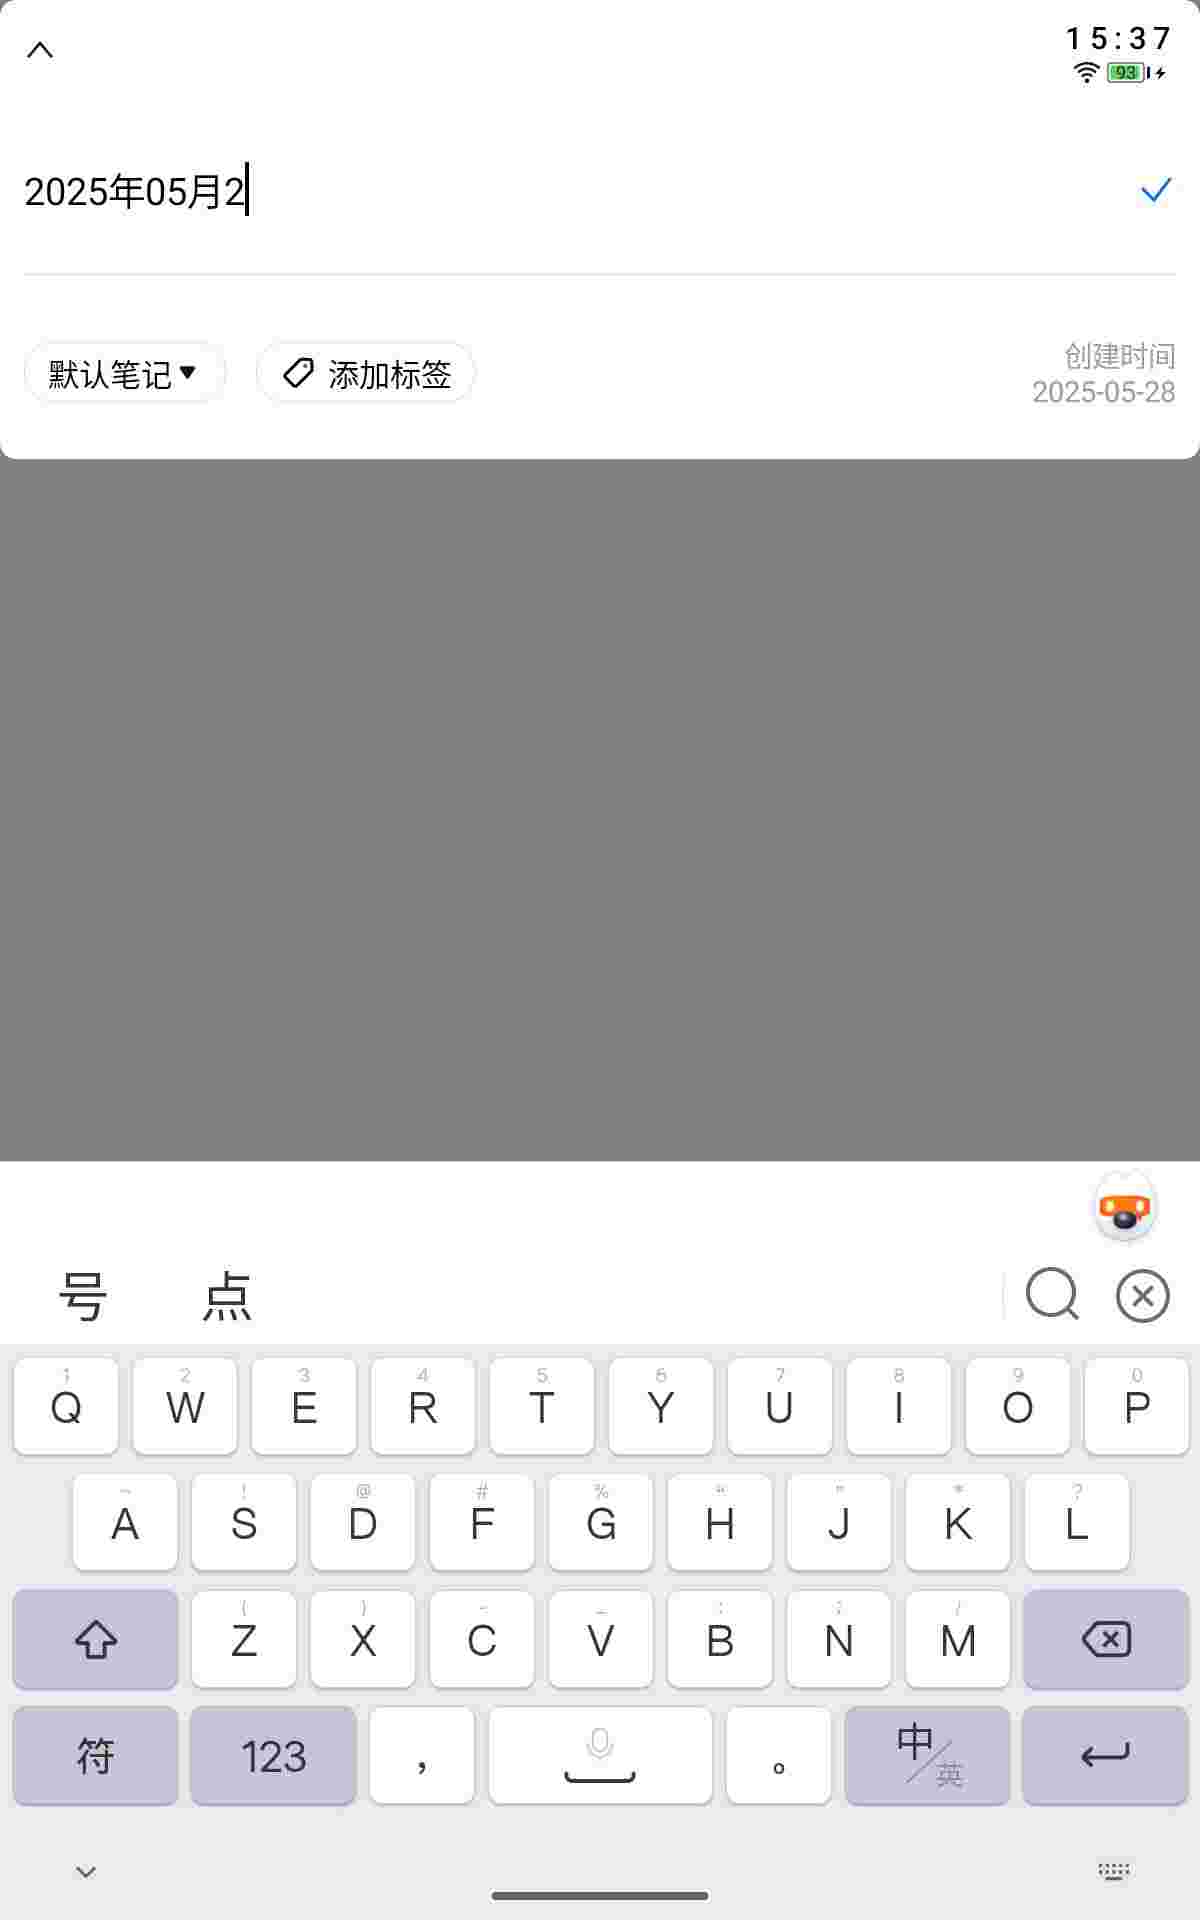 15:37
93
2025年05月2
默认笔记 添加标签
创建时间
2025-05-28
号 点
1 2 3 4 5 6 7 8 9 0
Q W E R T Y U I O P
~ ! @ # % “ ” * ?
A S D F G H J K L
( ) - _ : ; /
Z X C V B N M
符 123 ， 。 中/英